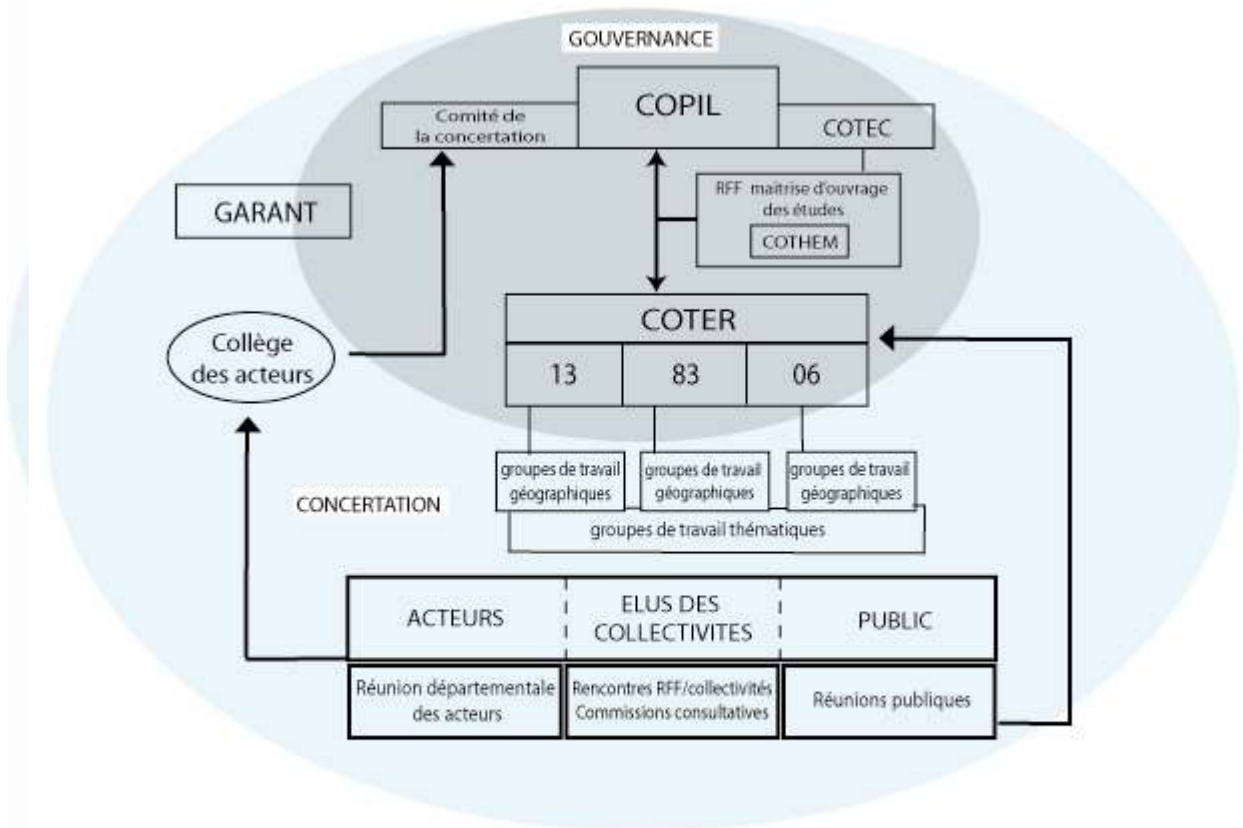 GOUVERNANCE
COPIL
Comité de
la concertation
COTEC
RFF maitrise d'ouvrage
des études
COTHEM
GARANT
COTER
Collège
des acteurs
13
83
06
groupes de travail
géographiques
groupes de travail
géographiques
groupes de travail
géographiques
CONCERTATION
groupes de travail thématiques
ACTEURS
ELUS DES
COLLECTIVITES
PUBLIC
Réunion départementale
des acteurs
Rencontres RFF/collectivités
Commissions consultatives
Réunions publiques